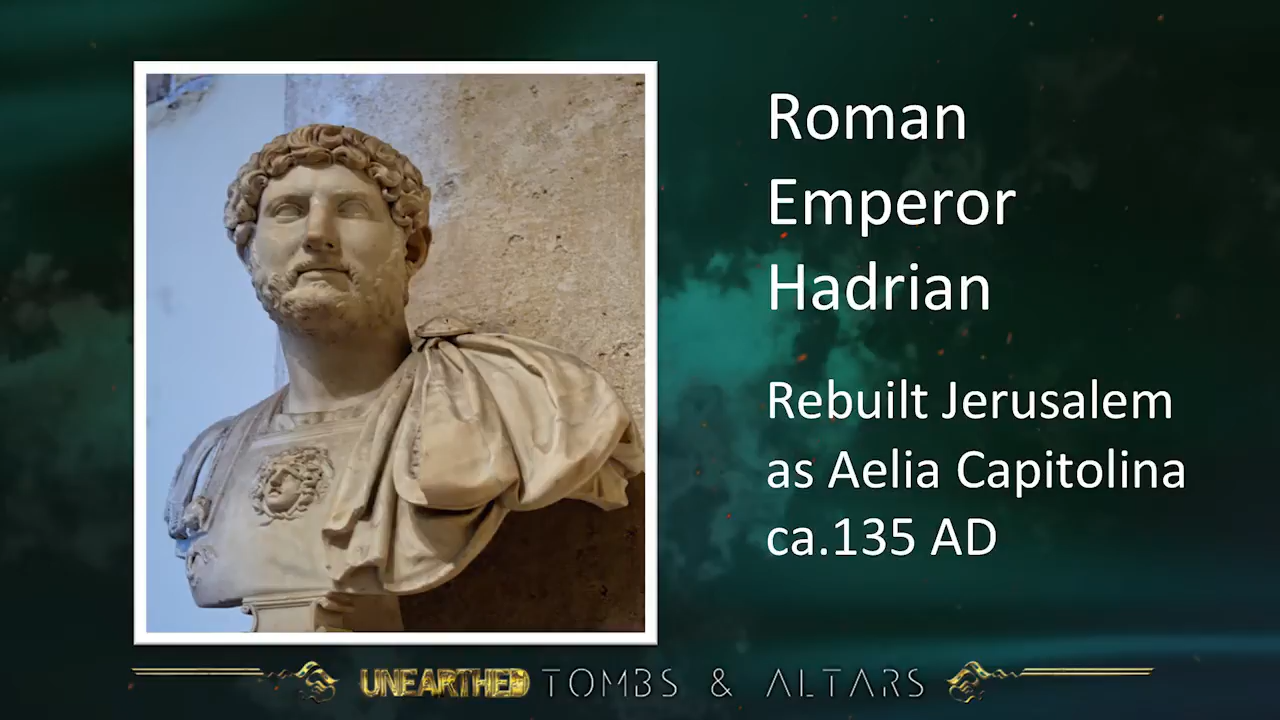 Roman
Emperor
Hadrian
Rebuilt Jerusalem
as Aelia Capitolina
ca.135 AD
UNEARTHED TOMBS & ALTARS